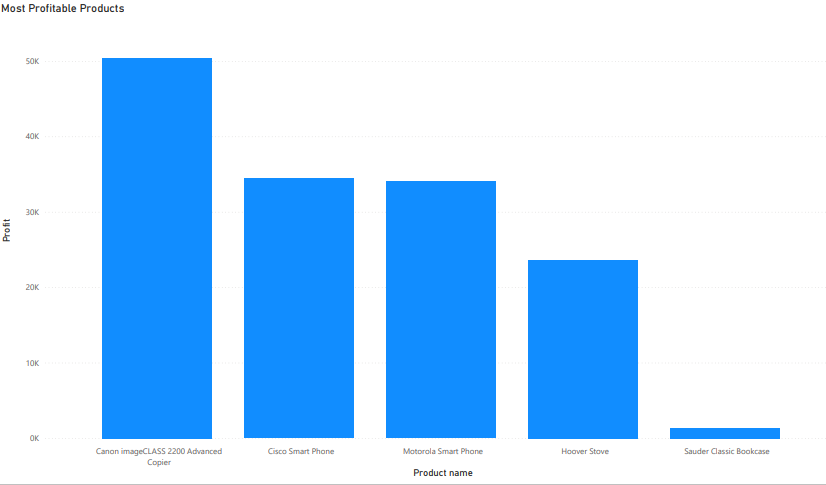 Most Profitable Products
50K
40K
30K
20K
10K
0K
Profit
Canon imageCLASS 2200 Advanced
Copier
Cisco Smart Phone
Motorola Smart Phone
Hoover Stove
Sauder Classic Bookcase
Product name